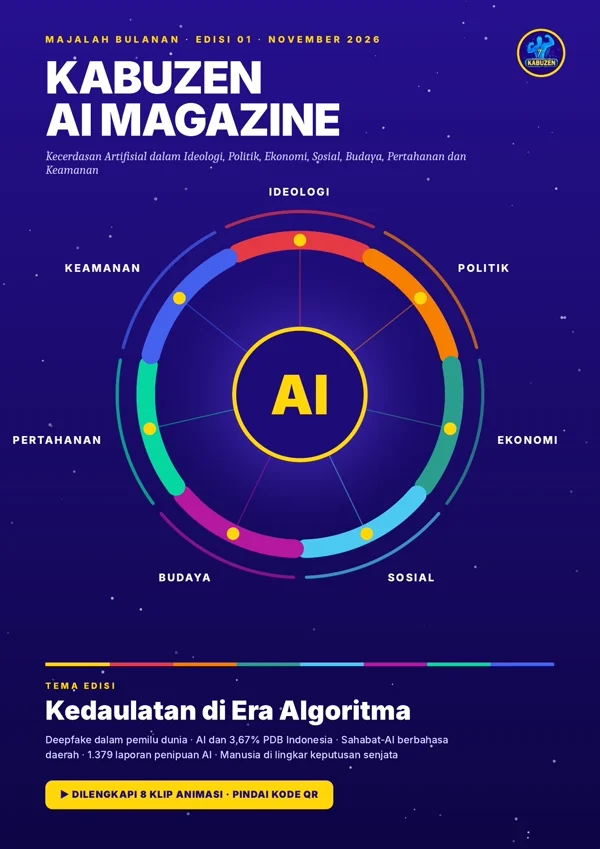 MAJALAH BULANAN · EDISI 01 · NOVEMBER 2026
KABUZEN
KABUZEN
AI MAGAZINE
Kecerdasan Artifisial dalam Ideologi, Politik, Ekonomi, Sosial, Budaya, Pertahanan dan
Keamanan
IDEOLOGI
KEAMANAN
POLITIK
AI
PERTAHANAN
EKONOMI
BUDAYA
SOSIAL
TEMA EDISI
Kedaulatan di Era Algoritma
Deepfake dalam pemilu dunia · AI dan 3,67% PDB Indonesia · Sahabat-AI berbahasa
daerah · 1.379 laporan penipuan AI · Manusia di lingkar keputusan senjata
▶ DILENGKAPI 8 KLIP ANIMASI · PINDAI KODE QR